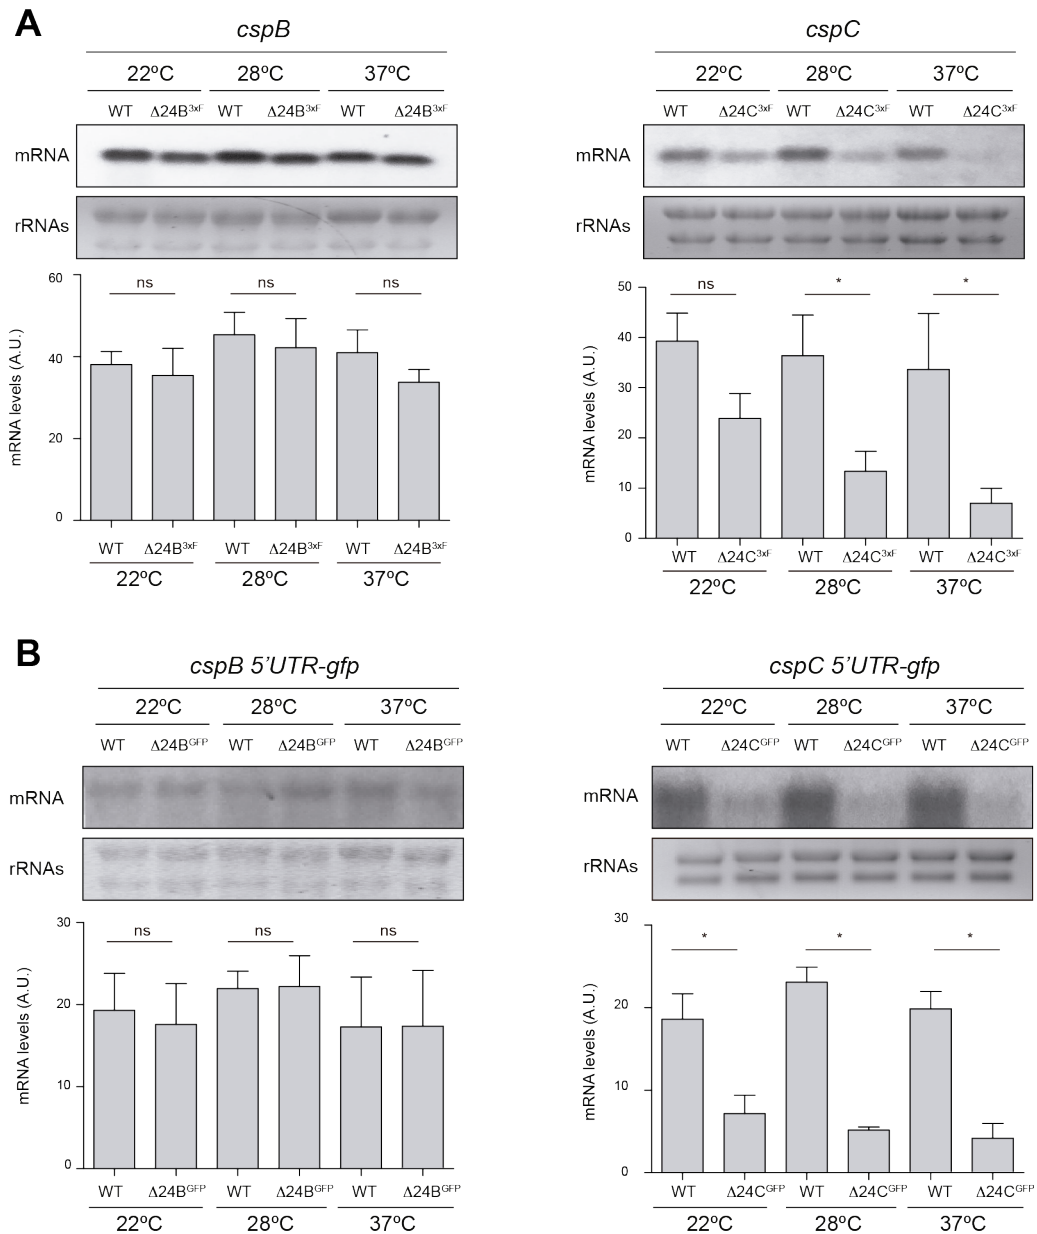 A
cspB
cspC
22ºC 28ºC 37ºC
22ºC 28ºC 37ºC
WT Δ24B3xF WT Δ24B3xF WT Δ24B3xF
WT Δ24C3xF WT Δ24C3xF WT Δ24C3xF
mRNA
mRNA
rRNAs
rRNAs
mRNA levels (A.U.)
60
40
20
0
ns ns ns
WT Δ24B3xF WT Δ24B3xF WT Δ24B3xF
22ºC 28ºC 37ºC
mRNA levels (A.U.)
50
40
30
20
10
0
ns * *
WT Δ24C3xF WT Δ24C3xF WT Δ24C3xF
22ºC 28ºC 37ºC
B
cspB 5’UTR-gfp
cspC 5’UTR-gfp
22ºC 28ºC 37ºC
22ºC 28ºC 37ºC
WT Δ24BGFP WT Δ24BGFP WT Δ24BGFP
WT Δ24CGFP WT Δ24CGFP WT Δ24CGFP
mRNA
mRNA
rRNAs
rRNAs
mRNA levels (A.U.)
30
20
10
0
ns ns ns
WT Δ24BGFP WT Δ24BGFP WT Δ24BGFP
22ºC 28ºC 37ºC
mRNA levels (A.U.)
30
20
10
0
* * *
WT Δ24CGFP WT Δ24CGFP WT Δ24CGFP
22ºC 28ºC 37ºC